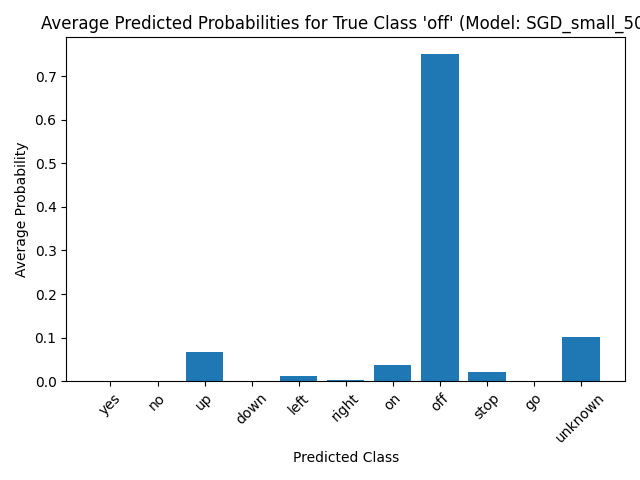 Average Predicted Probabilities for True Class 'off' (Model: SGD_small_50
0.7
0.6
0.5
0.4
0.3
0.2
0.1
0.0
Average Probability
yes
no
up
down
left
right
on
off
stop
go
unknown
Predicted Class